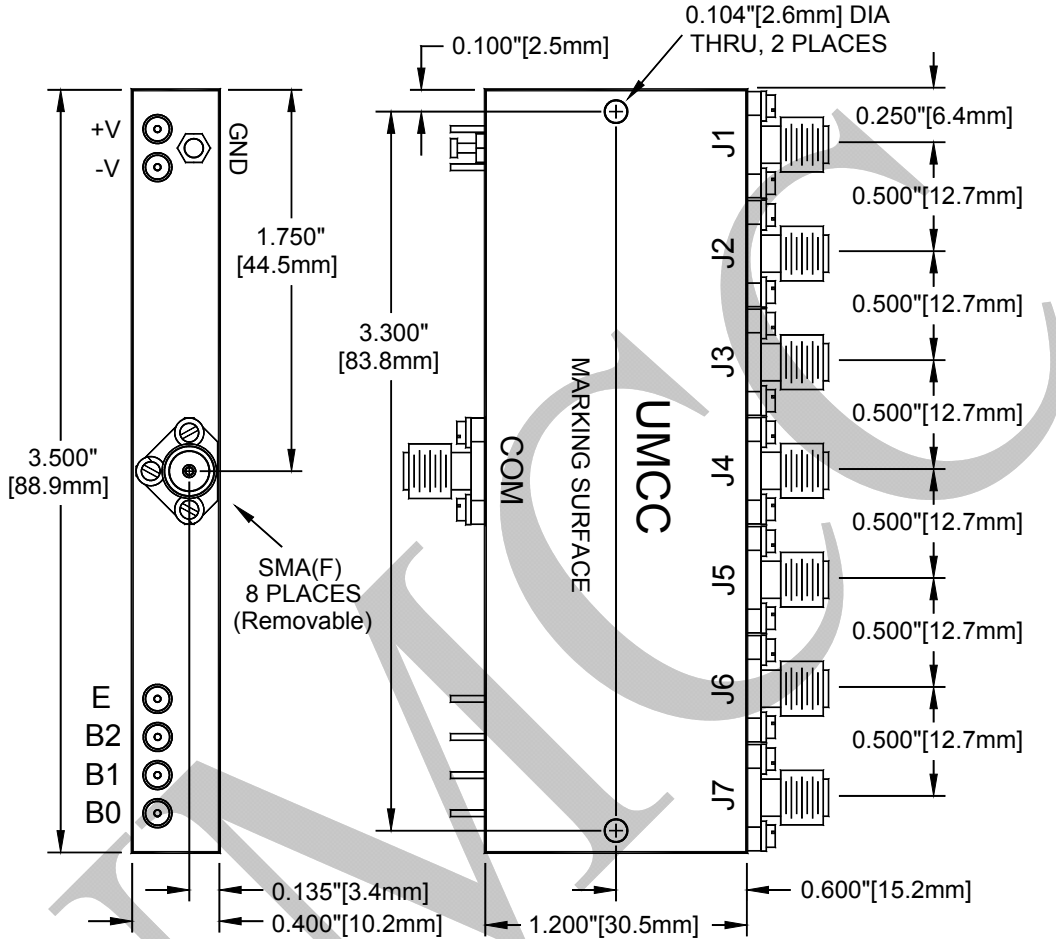 0.104"[2.6mm] DIA
THRU, 2 PLACES
0.100"[2.5mm]
+V
-V
GND
1.750"
[44.5mm]
3.500"
[88.9mm]
SMA(F)
8 PLACES
(Removable)
E
B2
B1
B0
0.135"[3.4mm]
0.400"[10.2mm]
3.300"
[83.8mm]
COM
MARKING SURFACE
UMCC
J1
J2
J3
J4
J5
J6
J7
0.250"[6.4mm]
0.500"[12.7mm]
0.500"[12.7mm]
0.500"[12.7mm]
0.500"[12.7mm]
0.500"[12.7mm]
0.500"[12.7mm]
0.600"[15.2mm]
1.200"[30.5mm]
UMCC